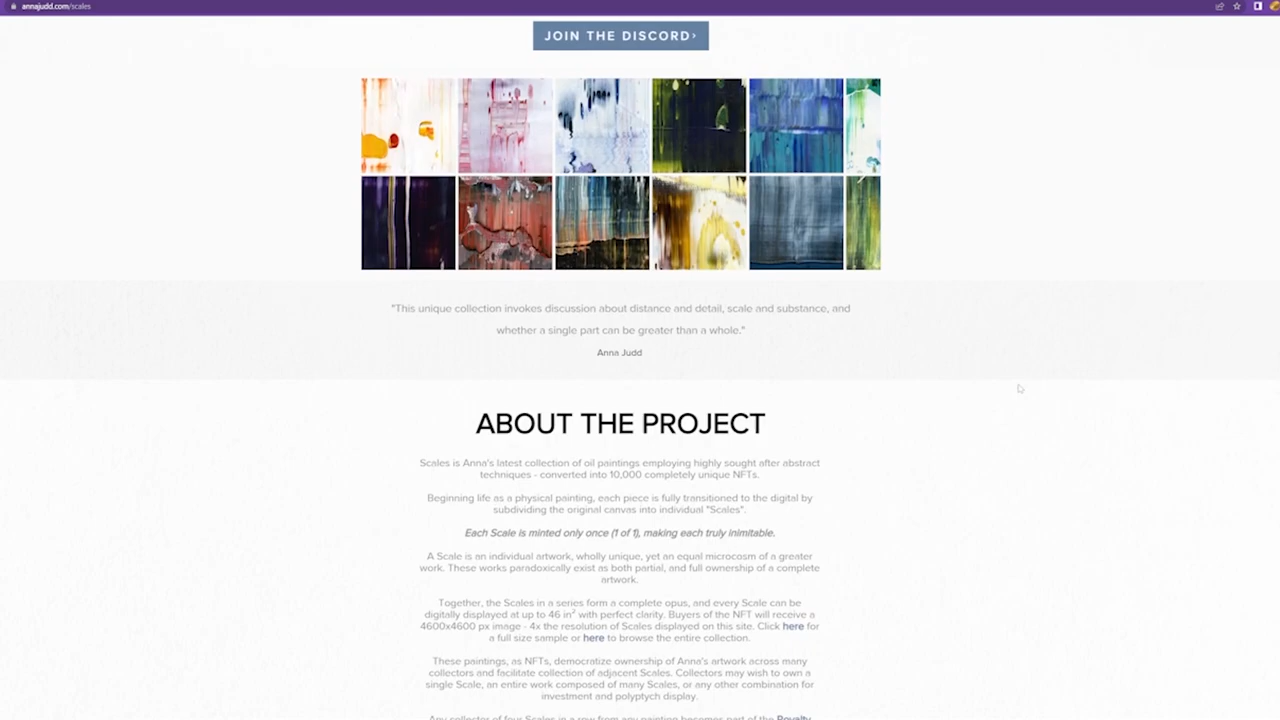 annajudd.com/scales
JOIN THE DISCORD›
"This unique collection invokes discussion about distance and detail, scale and substance, and
whether a single part can be greater than a whole."
Anna Judd
ABOUT THE PROJECT
Scales is Anna's latest collection of oil paintings employing highly sought after abstract
techniques - converted into 10,000 completely unique NFTs.
Beginning life as a physical painting, each piece is fully transitioned to the digital by
subdividing the original canvas into individual "Scales".
Each Scale is minted only once (1 of 1), making each truly inimitable.
A Scale is an individual artwork, wholly unique, yet an equal microcosm of a greater
work. These works paradoxically exist as both partial, and full ownership of a complete
artwork.
Together, the Scales in a series form a complete opus, and every Scale can be
digitally displayed at up to 46 in² with perfect clarity. Buyers of the NFT will receive a
4600x4600 px image - 4x the resolution of Scales displayed on this site. Click here for
a full size sample or here to browse the entire collection.
These paintings, as NFTs, democratize ownership of Anna's artwork across many
collectors and facilitate collection of adjacent Scales. Collectors may wish to own a
single Scale, an entire work composed of many Scales, or any other combination for
investment and polyptych display.
Any collector of four Scales in a row from any painting becomes part of the Royalty